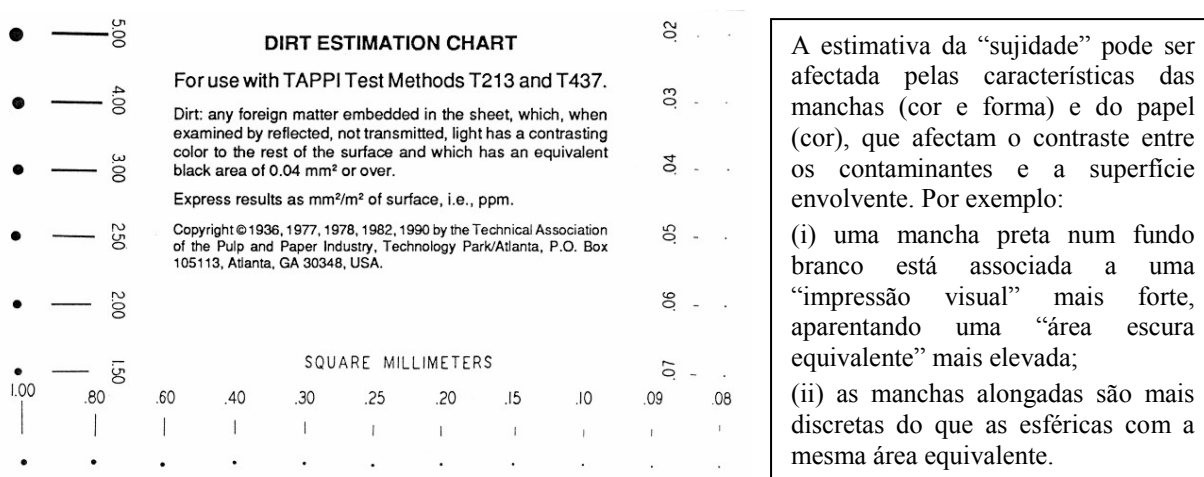 5.00
4.00
3.00
2.50
2.00
1.50
DIRT ESTIMATION CHART
For use with TAPPI Test Methods T213 and T437.
Dirt: any foreign matter embedded in the sheet, which, when
examined by reflected, not transmitted, light has a contrasting
color to the rest of the surface and which has an equivalent
black area of 0.04 mm² or over.
Express results as mm²/m² of surface, i.e., ppm.
Copyright © 1936, 1977, 1978, 1982, 1990 by the Technical Association
of the Pulp and Paper Industry, Technology Park/Atlanta, P.O. Box
105113, Atlanta, GA 30348, USA.
SQUARE MILLIMETERS
.02
.03
.04
.05
.06
.07
1.00 .80 .60 .40 .30 .25 .20 .15 .10 .09 .08
A estimativa da “sujidade” pode ser
afectada pelas características das
manchas (cor e forma) e do papel
(cor), que afectam o contraste entre
os contaminantes e a superfície
envolvente. Por exemplo:
(i) uma mancha preta num fundo
branco está associada a uma
“impressão visual” mais forte,
aparentando uma “área escura
equivalente” mais elevada;
(ii) as manchas alongadas são mais
discretas do que as esféricas com a
mesma área equivalente.